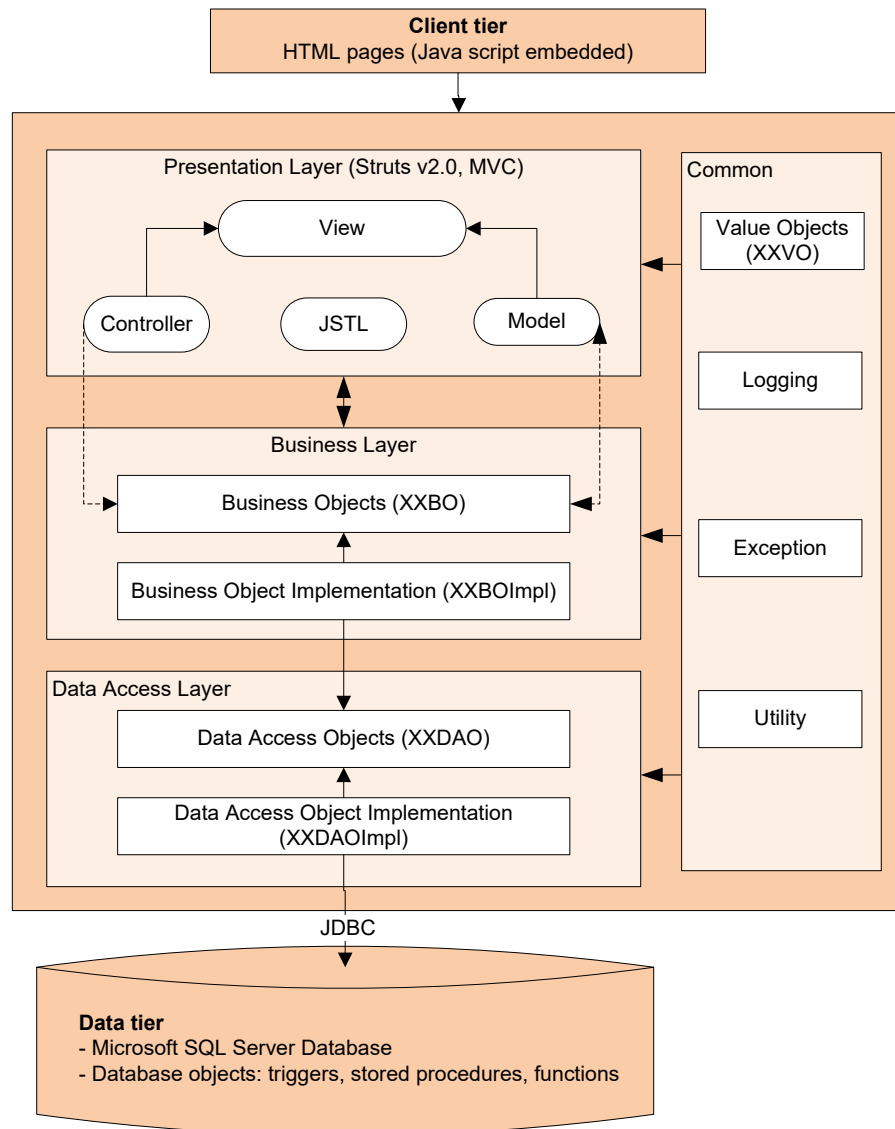 Client tier
HTML pages (Java script embedded)
Presentation Layer (Struts v2.0, MVC)
View
Controller
JSTL
Model
Common
Value Objects
(XXVO)
Logging
Exception
Utility
Business Layer
Business Objects (XXBO)
Business Object Implementation (XXBOImpl)
Data Access Layer
Data Access Objects (XXDAO)
Data Access Object Implementation
(XXDAOImpl)
JDBC
Data tier
- Microsoft SQL Server Database
- Database objects: triggers, stored procedures, functions